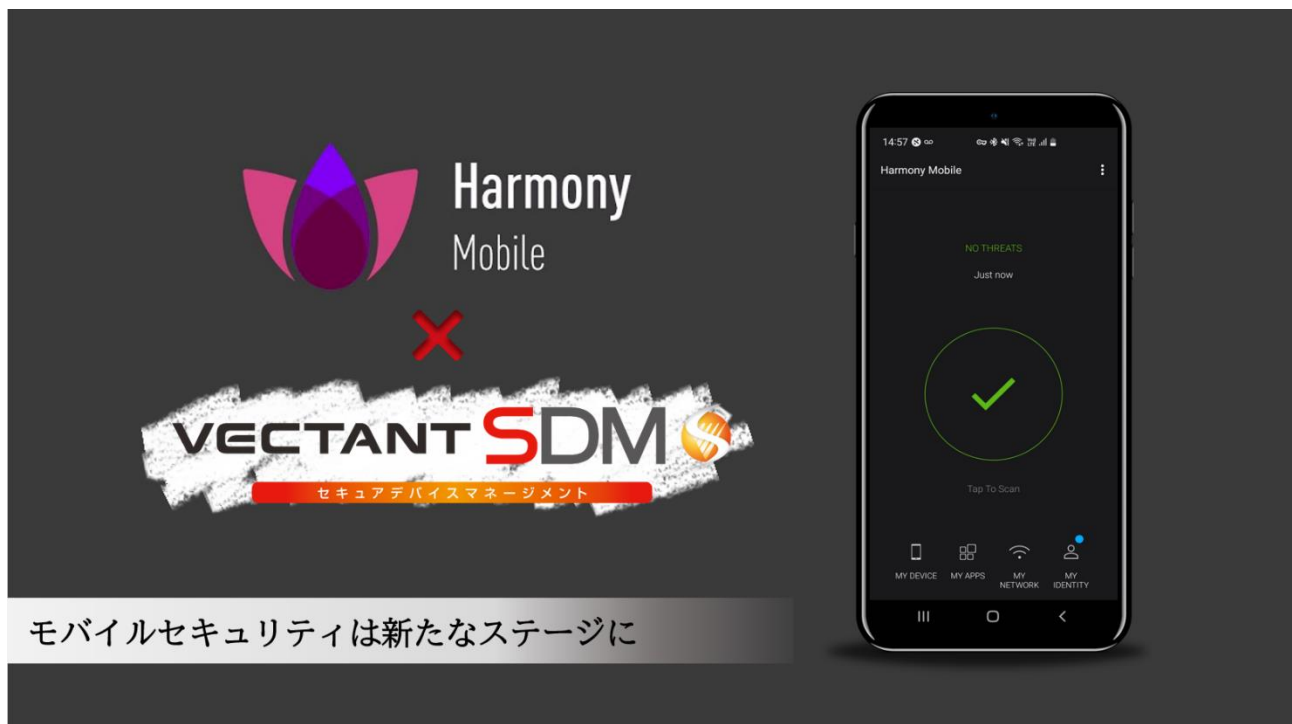 Harmony
Mobile
VECTANT SDM
セキュアデバイスマネージメント
モバイルセキュリティは新たなステージに
14:57
Harmony Mobile
NO THREATS
Just now
Tap To Scan
MY DEVICE
MY APPS
MY NETWORK
MY IDENTITY